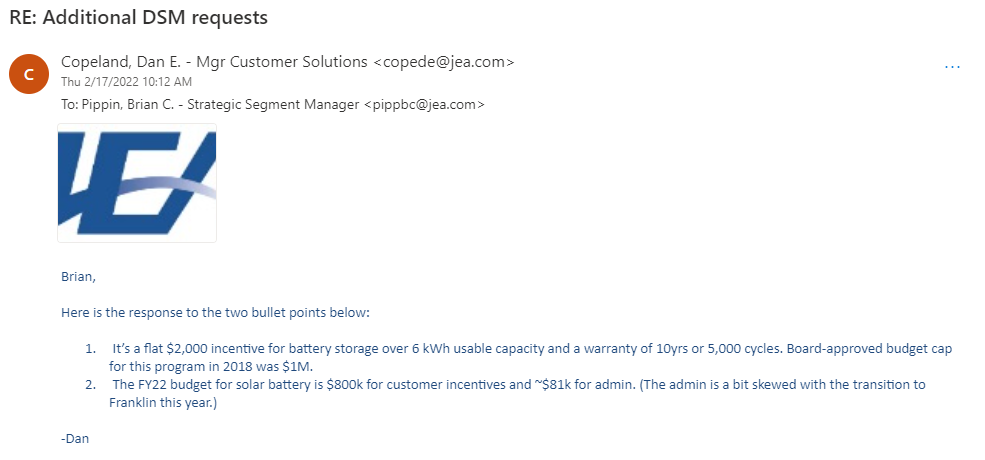 RE: Additional DSM requests
C
Copeland, Dan E. - Mgr Customer Solutions <copede@jea.com>
Thu 2/17/2022 10:12 AM
To: Pippin, Brian C. - Strategic Segment Manager <pippbc@jea.com>
JEA
Brian,
Here is the response to the two bullet points below:
1. It's a flat $2,000 incentive for battery storage over 6 kWh usable capacity and a warranty of 10yrs or 5,000 cycles. Board-approved budget cap
for this program in 2018 was $1M.
2. The FY22 budget for solar battery is $800k for customer incentives and ~$81k for admin. (The admin is a bit skewed with the transition to
Franklin this year.)
-Dan